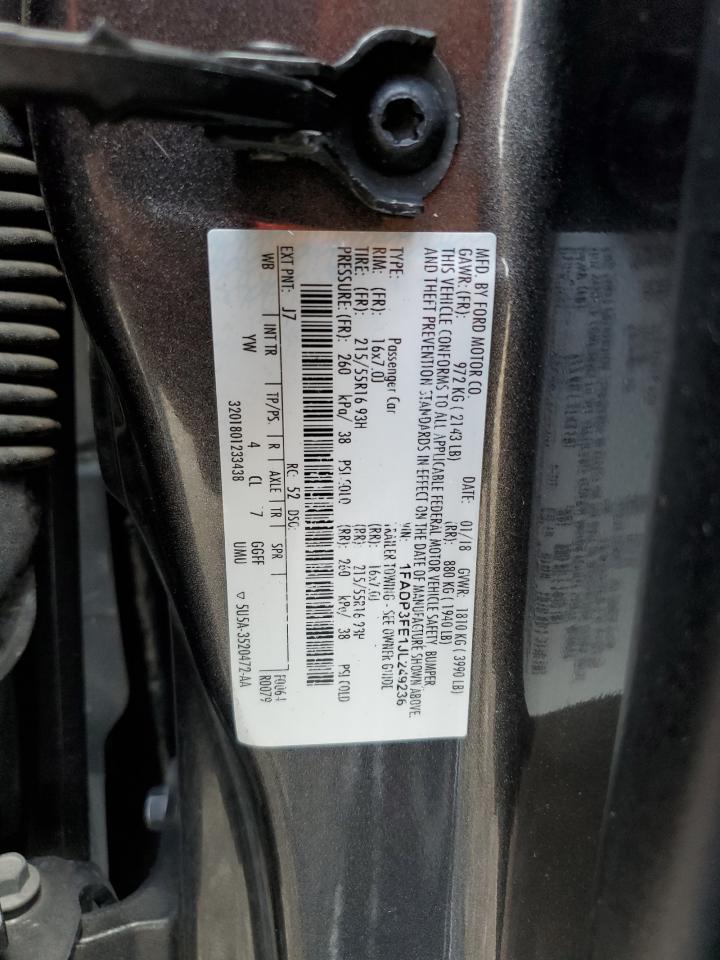 MFD. BY FORD MOTOR CO.
DATE: 01/18 GVWR: 1810 KG (3990 LB)
GAWR:(FR): 972 KG (2143 LB) (RR): 880 KG (1940 LB)
THIS VEHICLE CONFORMS TO ALL APPLICABLE FEDERAL MOTOR VEHICLE SAFETY, BUMPER
AND THEFT PREVENTION STANDARDS IN EFFECT ON THE DATE OF MANUFACTURE SHOWN ABOVE.
VIN: 1FADP3FE1JL249236
TYPE: Passenger Car TRAILER TOWING - SEE OWNER GUIDE
RIM: (FR): 16x7.0J (RR): 16x7.0J
TIRE: (FR): 215/55R16 93H (RR): 215/55R16 93H
PRESSURE: (FR): 260 kPa/ 38 PSI COLD (RR): 260 kPa/ 38 PSI COLD
EXT PNT: J7 RC: 52 DSO: F0064
WB INT TR TP/PS R AXLE TR SPR R0079
YW 4 CL 7 GGFF UMU
3201801233438 ▽ 5U5A-3520472-AA